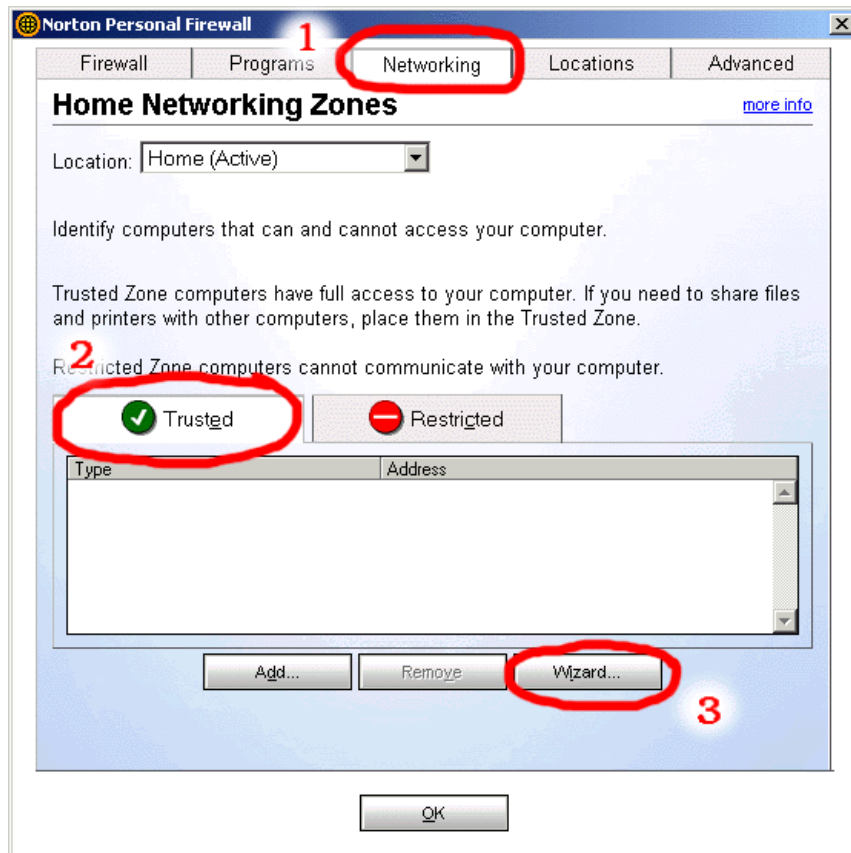 Norton Personal Firewall
1
Firewall Programs Networking Locations Advanced
Home Networking Zones more info
Location: Home (Active)
Identify computers that can and cannot access your computer.
Trusted Zone computers have full access to your computer. If you need to share files
and printers with other computers, place them in the Trusted Zone.
2
Restricted Zone computers cannot communicate with your computer.
Trusted Restricted
Type Address
Add... Remove Wizard...
3
OK